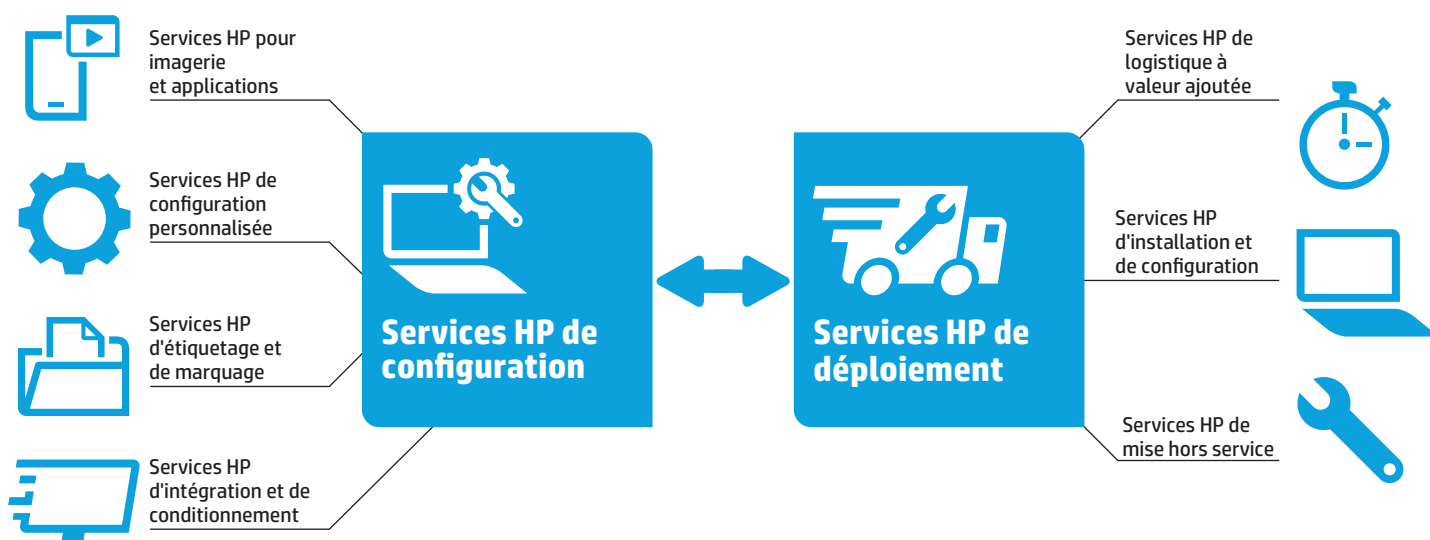 Services HP pour
imagerie
et applications
Services HP de
configuration
personnalisée
Services HP
d'étiquetage et
de marquage
Services HP
d'intégration et de
conditionnement
Services HP de
configuration
Services HP de
déploiement
Services HP de
logistique à
valeur ajoutée
Services HP
d'installation et
de configuration
Services HP de
mise hors service